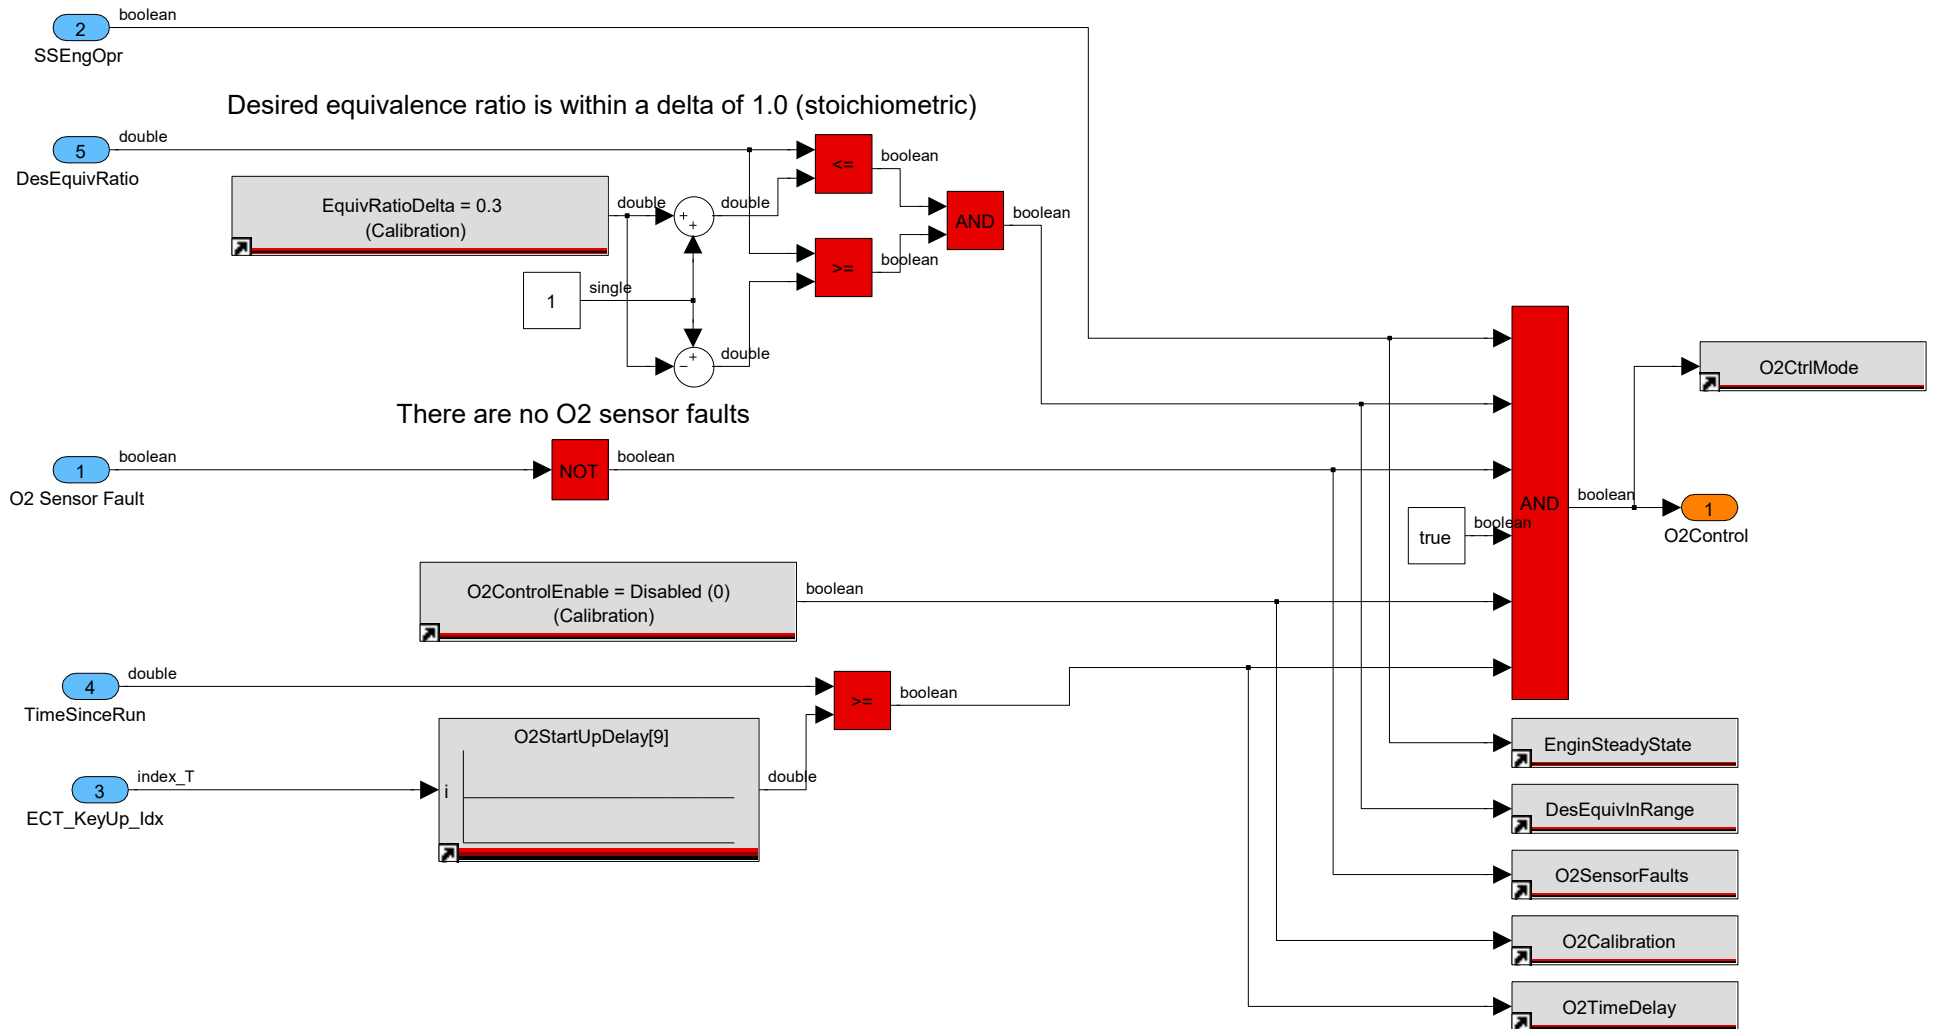 boolean
2
SSEngOpr
Desired equivalence ratio is within a delta of 1.0 (stoichiometric)
double
5
DesEquivRatio
<=
boolean
EquivRatioDelta = 0.3
(Calibration)
double
+
+
double
AND
boolean
>=
boolean
1
single
+
−
double
There are no O2 sensor faults
boolean
1
O2 Sensor Fault
NOT
boolean
AND
boolean
true
boolean
O2CtrlMode
1
O2Control
O2ControlEnable = Disabled (0)
(Calibration)
boolean
double
4
TimeSinceRun
>=
boolean
O2StartUpDelay[9]
i
double
index_T
3
ECT_KeyUp_Idx
EnginSteadyState
DesEquivInRange
O2SensorFaults
O2Calibration
O2TimeDelay